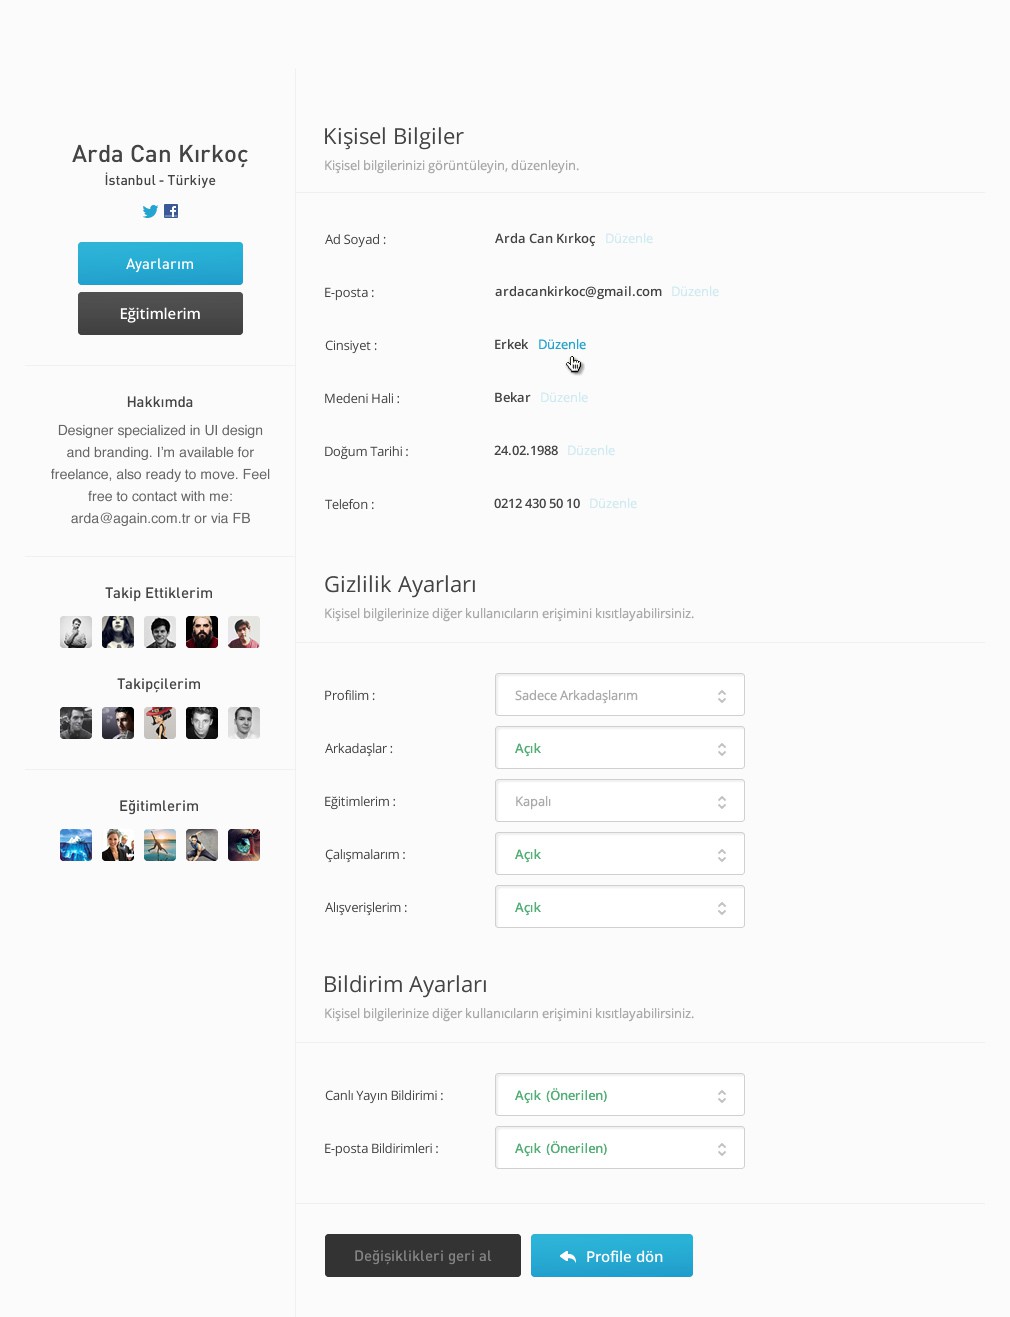 Arda Can Kırkoç
İstanbul - Türkiye
Ayarlarım
Eğitimlerim
Hakkımda
Designer specialized in UI design
and branding. I'm available for
freelance, also ready to move. Feel
free to contact with me:
arda@again.com.tr or via FB
Takip Ettiklerim
Takipçilerim
Eğitimlerim
Kişisel Bilgiler
Kişisel bilgilerinizi görüntüleyin, düzenleyin.
Ad Soyad : Arda Can Kırkoç Düzenle
E-posta : ardacankirkoc@gmail.com Düzenle
Cinsiyet : Erkek Düzenle
Medeni Hali : Bekar Düzenle
Doğum Tarihi : 24.02.1988 Düzenle
Telefon : 0212 430 50 10 Düzenle
Gizlilik Ayarları
Kişisel bilgilerinize diğer kullanıcıların erişimini kısıtlayabilirsiniz.
Profilim : Sadece Arkadaşlarım
Arkadaşlar : Açık
Eğitimlerim : Kapalı
Çalışmalarım : Açık
Alışverişlerim : Açık
Bildirim Ayarları
Kişisel bilgilerinize diğer kullanıcıların erişimini kısıtlayabilirsiniz.
Canlı Yayın Bildirimi : Açık (Önerilen)
E-posta Bildirimleri : Açık (Önerilen)
Değişiklikleri geri al
Profile dön